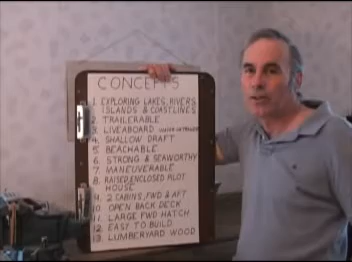 CONCEPTS
1. EXPLORING LAKES, RIVERS,
ISLANDS & COASTLINES
2. TRAILERABLE
3. LIVEABOARD
4. SHALLOW DRAFT
5. BEACHABLE
6. STRONG & SEAWORTHY
7. MANEUVERABLE
8. RAISED, ENCLOSED PILOT
HOUSE
9. 2 CABINS, FWD & AFT
10. OPEN BACK DECK
11. LARGE FWD HATCH
12. EASY TO BUILD
13. LUMBERYARD WOOD